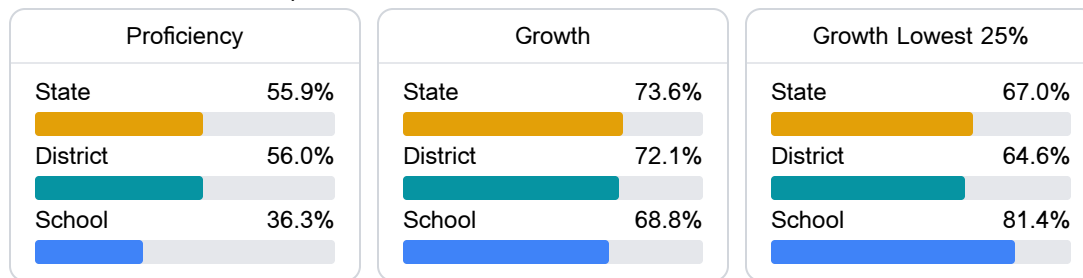 Proficiency
State 55.9%
District 56.0%
School 36.3%
Growth
State 73.6%
District 72.1%
School 68.8%
Growth Lowest 25%
State 67.0%
District 64.6%
School 81.4%